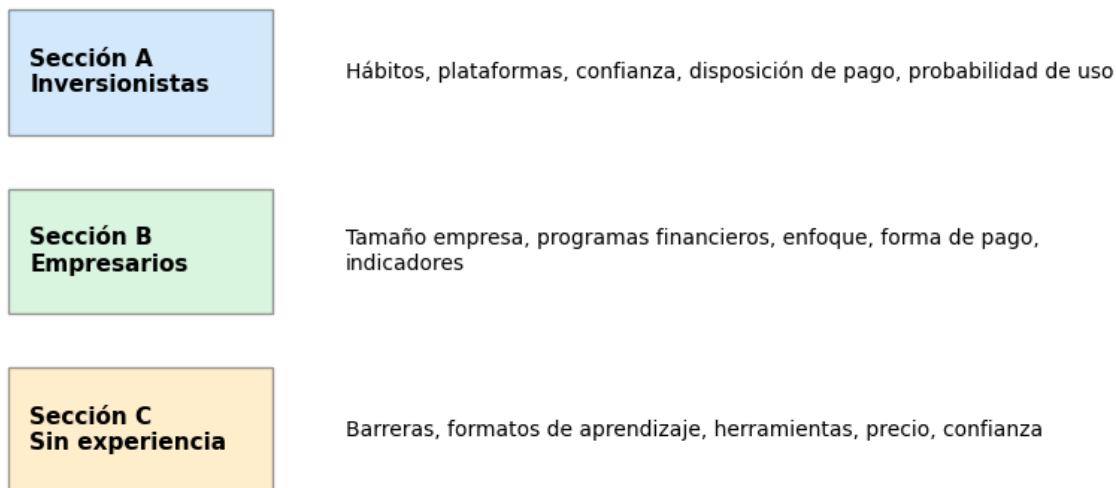 Sección A
Inversionistas
Hábitos, plataformas, confianza, disposición de pago, probabilidad de uso
Sección B
Empresarios
Tamaño empresa, programas financieros, enfoque, forma de pago,
indicadores
Sección C
Sin experiencia
Barreras, formatos de aprendizaje, herramientas, precio, confianza